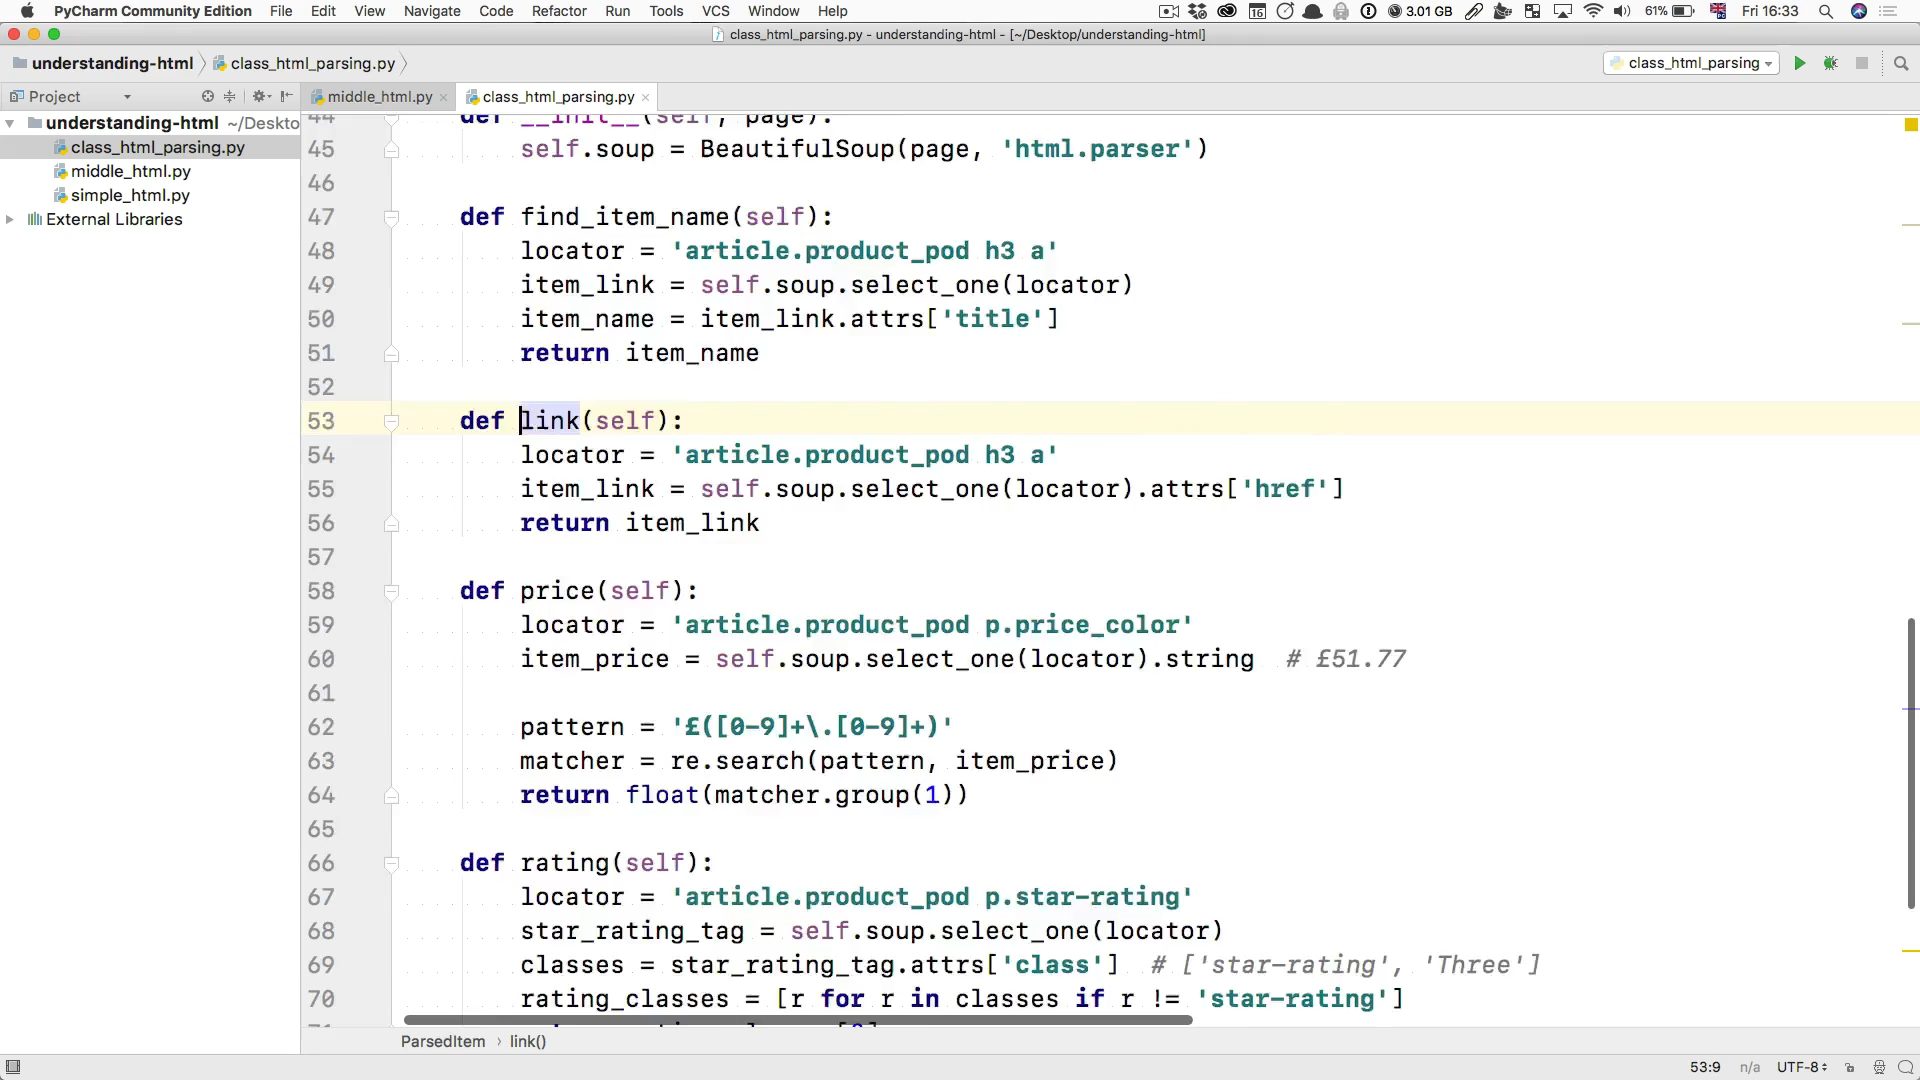 PyCharm Community Edition File Edit View Navigate Code Refactor Run Tools VCS Window Help 16 3.01 GB 61% Fri 16:33
class_html_parsing.py - understanding-html - [~/Desktop/understanding-html]
understanding-html class_html_parsing.py class_html_parsing
Project middle_html.py class_html_parsing.py
understanding-html ~/Deskto
class_html_parsing.py
middle_html.py
simple_html.py
External Libraries
44 def __init__(self, page):
45 self.soup = BeautifulSoup(page, 'html.parser')
46
47 def find_item_name(self):
48 locator = 'article.product_pod h3 a'
49 item_link = self.soup.select_one(locator)
50 item_name = item_link.attrs['title']
51 return item_name
52
53 def link(self):
54 locator = 'article.product_pod h3 a'
55 item_link = self.soup.select_one(locator).attrs['href']
56 return item_link
57
58 def price(self):
59 locator = 'article.product_pod p.price_color'
60 item_price = self.soup.select_one(locator).string # £51.77
61
62 pattern = '£([0-9]+\.[0-9]+)'
63 matcher = re.search(pattern, item_price)
64 return float(matcher.group(1))
65
66 def rating(self):
67 locator = 'article.product_pod p.star-rating'
68 star_rating_tag = self.soup.select_one(locator)
69 classes = star_rating_tag.attrs['class'] # ['star-rating', 'Three']
70 rating_classes = [r for r in classes if r != 'star-rating']
ParsedItem › link()
53:9 n/a UTF-8